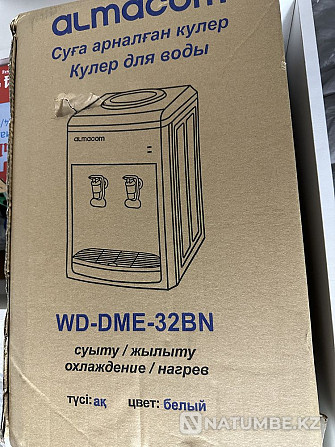 almacom
Суға арналған кулер
Кулер для воды
almacom
WD-DME-32BN
суыту / жылыту
охлаждение / нагрев
түсі: ақ цвет: белый
NATUMBE.KZ